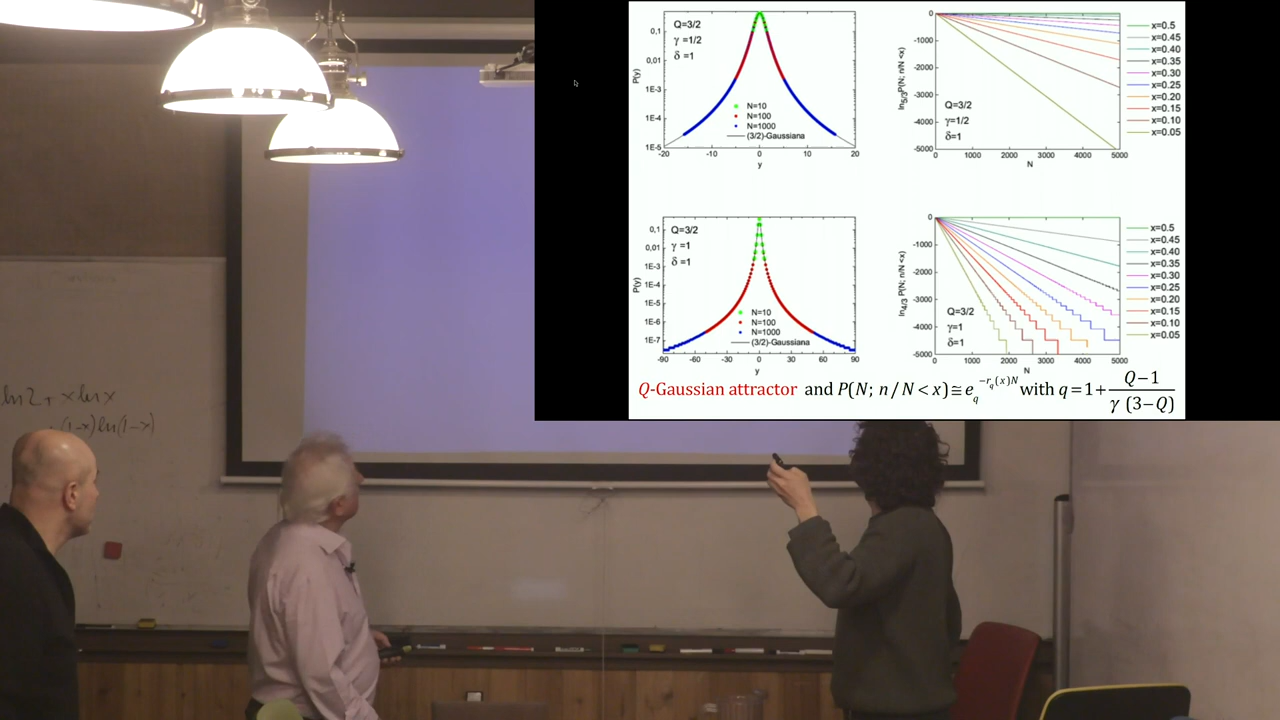 Q=3/2
γ =1/2
δ =1
P(y)
0,1
0,01
1E-3
1E-4
1E-5
N=10
N=100
N=1000
(3/2)-Gaussiana
-20 -10 0 10 20
y
ln5/3P(N; n/N <x)
0
-1000
-2000
-3000
-4000
-5000
Q=3/2
γ=1/2
δ=1
0 1000 2000 3000 4000 5000
N
x=0.5
x=0.45
x=0.40
x=0.35
x=0.30
x=0.25
x=0.20
x=0.15
x=0.10
x=0.05
Q=3/2
γ =1
δ =1
P(y)
0,1
0,01
1E-3
1E-4
1E-5
1E-6
1E-7
N=10
N=100
N=1000
(3/2)-Gaussiana
-90 -60 -30 0 30 60 90
y
ln4/3 P(N; n/N <x)
0
-1000
-2000
-3000
-4000
-5000
Q=3/2
γ=1
δ=1
0 1000 2000 3000 4000 5000
N
x=0.5
x=0.45
x=0.40
x=0.35
x=0.30
x=0.25
x=0.20
x=0.15
x=0.10
x=0.05
Q-Gaussian attractor and P(N; n/N<x)≅e_q^{-r_q(x)N} with q=1+(Q−1)/(γ (3−Q))
ln2+xlnx
(1-x)ln(1-x)